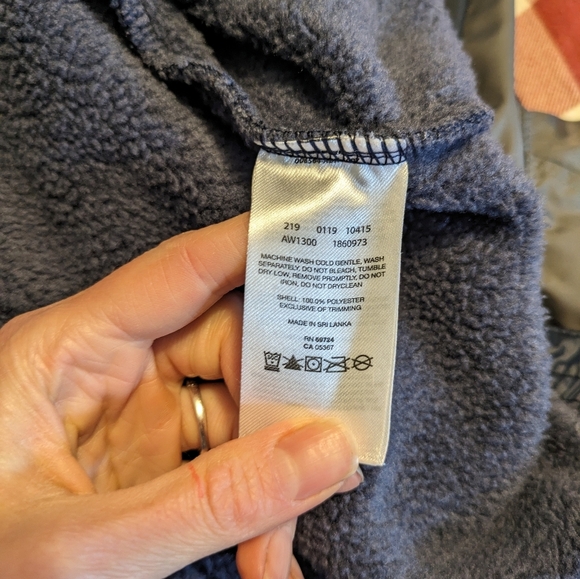 219 0119 10415
AW1300 1860973
MACHINE WASH COLD GENTLE, WASH
SEPARATELY, DO NOT BLEACH, TUMBLE
DRY LOW, REMOVE PROMPTLY, DO NOT
IRON, DO NOT DRYCLEAN
SHELL: 100.0% POLYESTER
EXCLUSIVE OF TRIMMING
MADE IN SRI LANKA
RN 69724
CA 05367